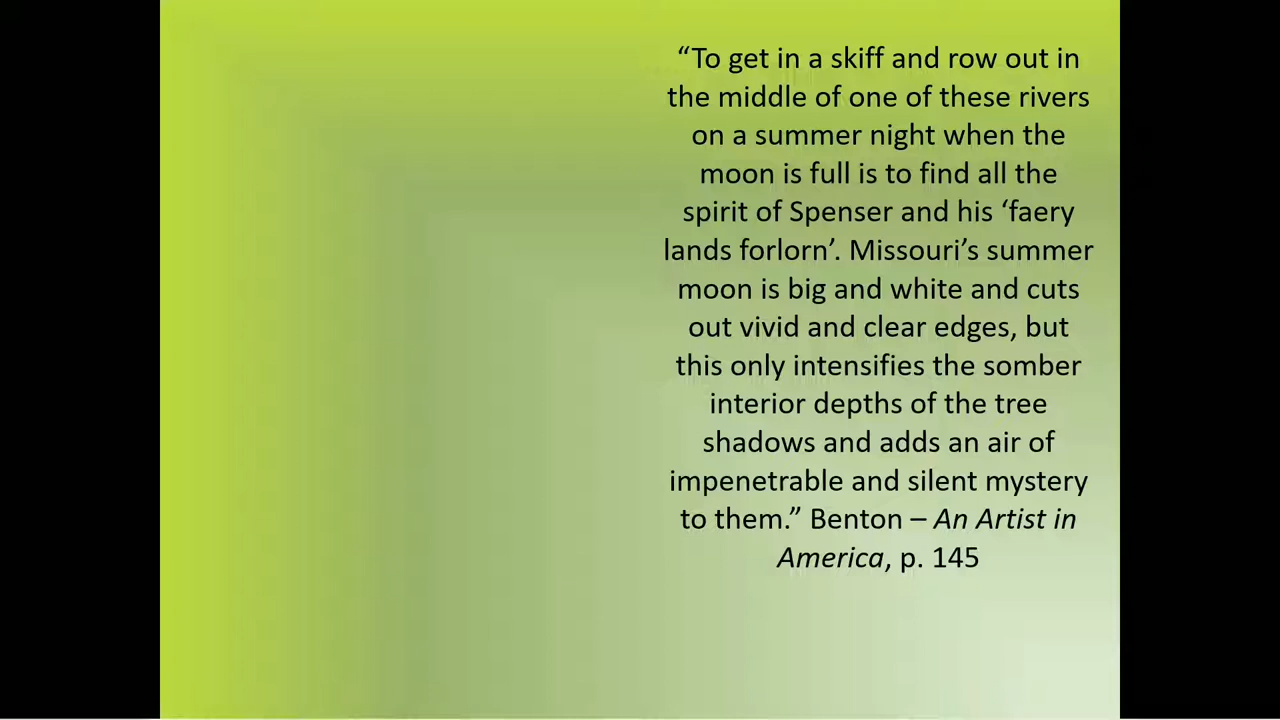 “To get in a skiff and row out in
the middle of one of these rivers
on a summer night when the
moon is full is to find all the
spirit of Spenser and his ‘faery
lands forlorn’. Missouri’s summer
moon is big and white and cuts
out vivid and clear edges, but
this only intensifies the somber
interior depths of the tree
shadows and adds an air of
impenetrable and silent mystery
to them.” Benton – An Artist in
America, p. 145